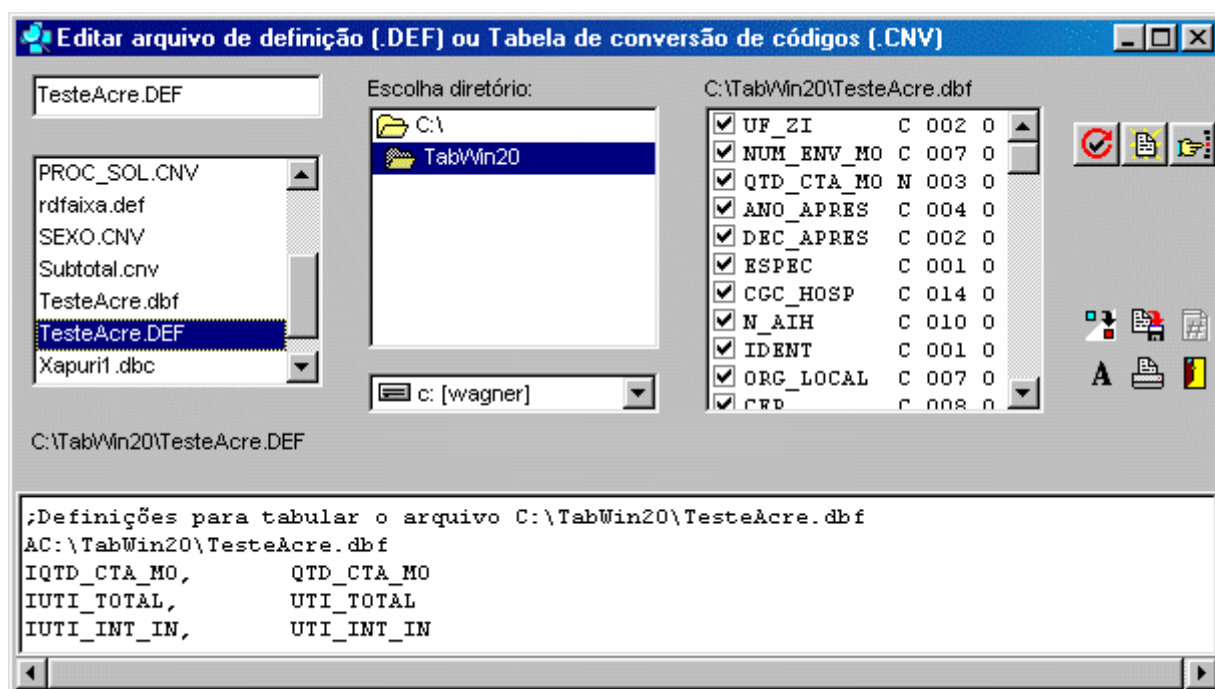 Editar arquivo de definição (.DEF) ou Tabela de conversão de códigos (.CNV)
TesteAcre.DEF
PROC_SOL.CNV
rdfaixa.def
SEXO.CNV
Subtotal.cnv
TesteAcre.dbf
TesteAcre.DEF
Xapuri1.dbc
Escolha diretório:
C:\
TabWin20
c: [wagner]
C:\TabWin20\TesteAcre.dbf
UF_ZI C 002 0
NUM_ENV_MO C 007 0
QTD_CTA_MO N 003 0
ANO_APRES C 004 0
DEC_APRES C 002 0
ESPEC C 001 0
CGC_HOSP C 014 0
N_AIH C 010 0
IDENT C 001 0
ORG_LOCAL C 007 0
CEP C 008 0
A
C:\TabWin20\TesteAcre.DEF
;Definições para tabular o arquivo C:\TabWin20\TesteAcre.dbf
AC:\TabWin20\TesteAcre.dbf
IQTD_CTA_MO, QTD_CTA_MO
IUTI_TOTAL, UTI_TOTAL
IUTI_INT_IN, UTI_INT_IN